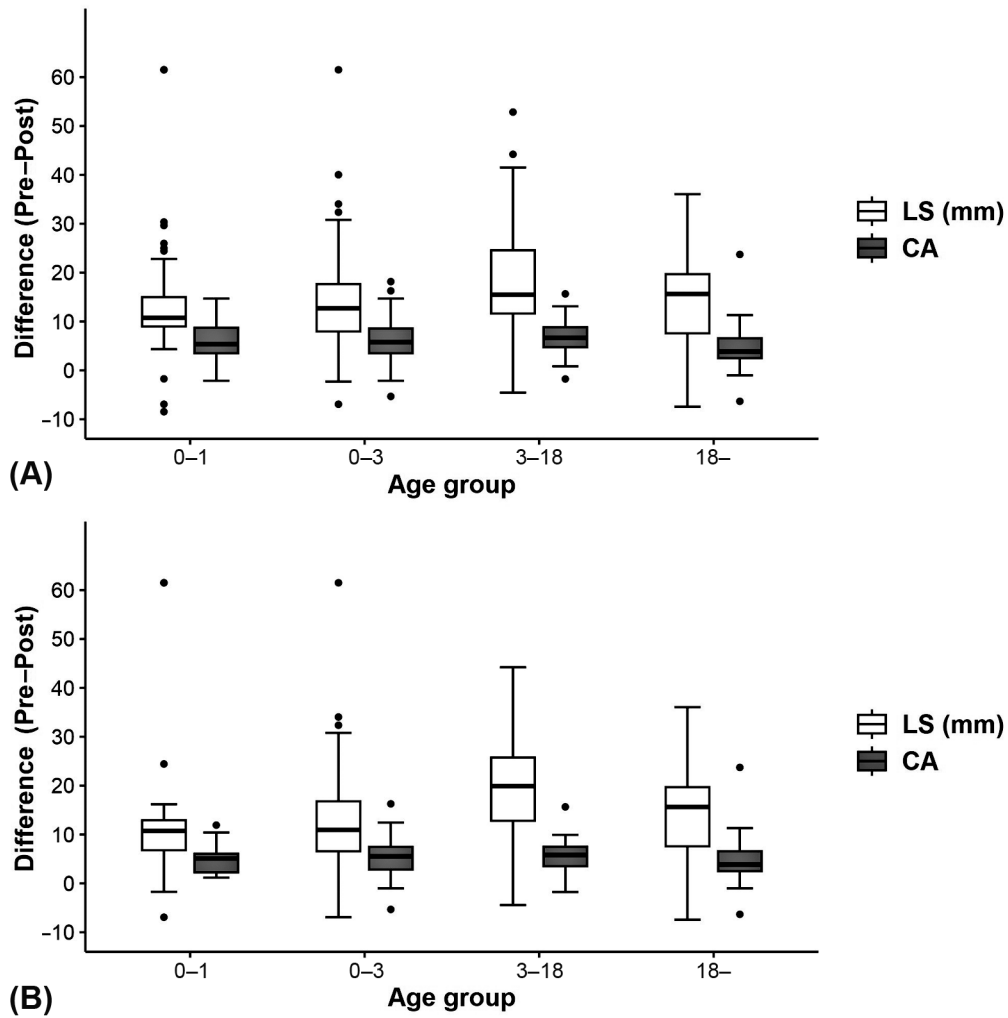 Difference (Pre–Post)
60
50
40
30
20
10
0
–10
0–1
0–3
3–18
18–
Age group
LS (mm)
CA
(A)
Difference (Pre–Post)
60
50
40
30
20
10
0
–10
0–1
0–3
3–18
18–
Age group
LS (mm)
CA
(B)